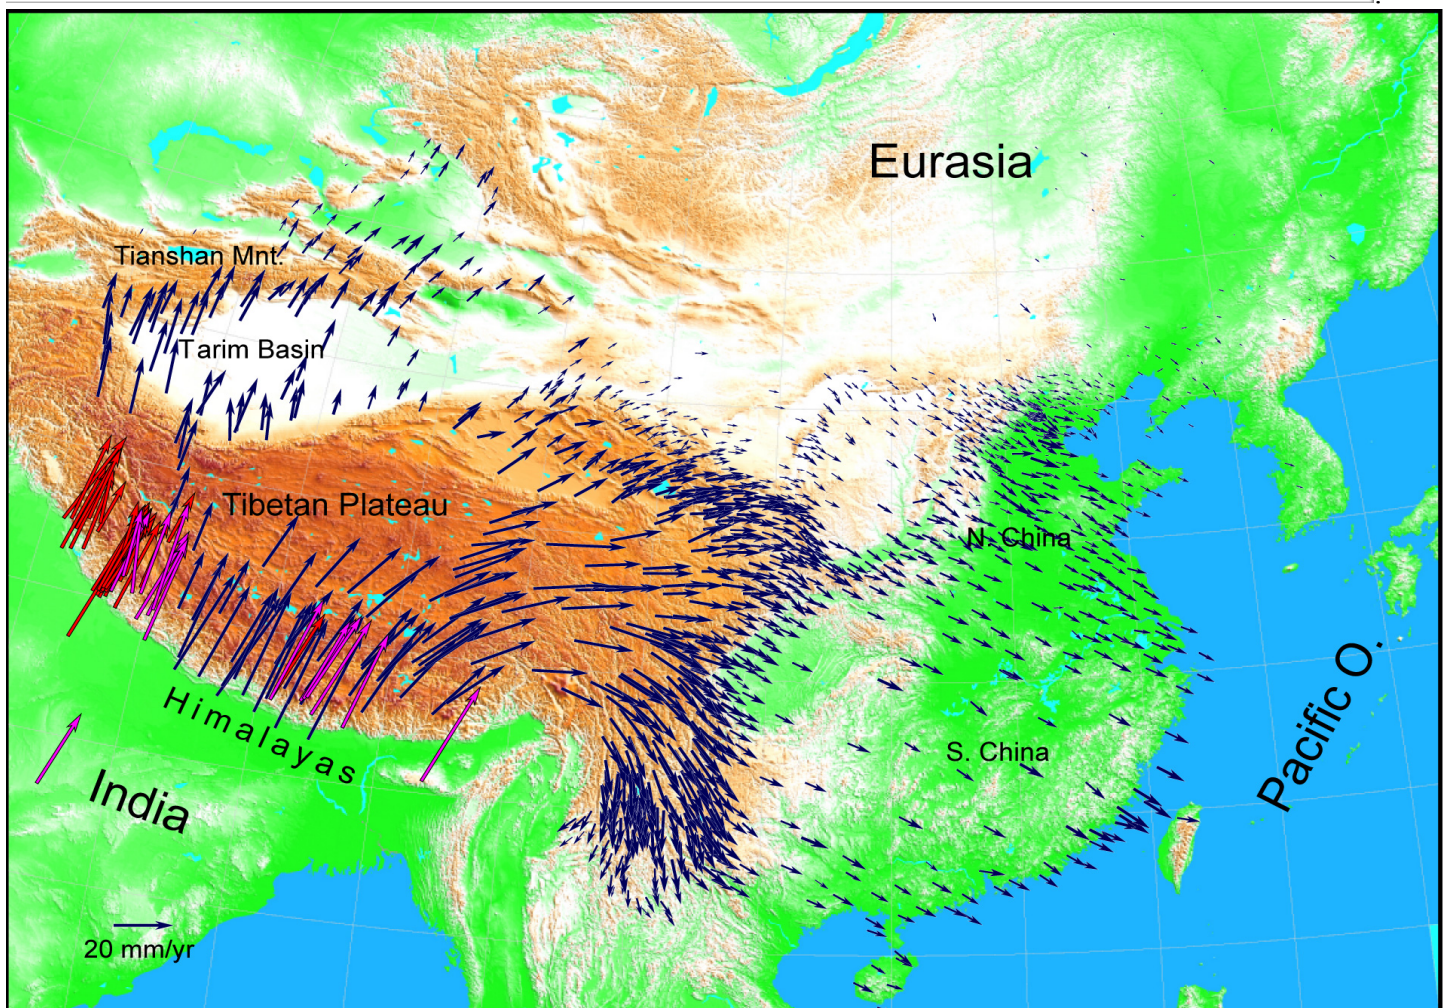 Eurasia
Tianshan Mnt.
Tarim Basin
Tibetan Plateau
N. China
Himalayas
S. China
Pacific O.
India
20 mm/yr